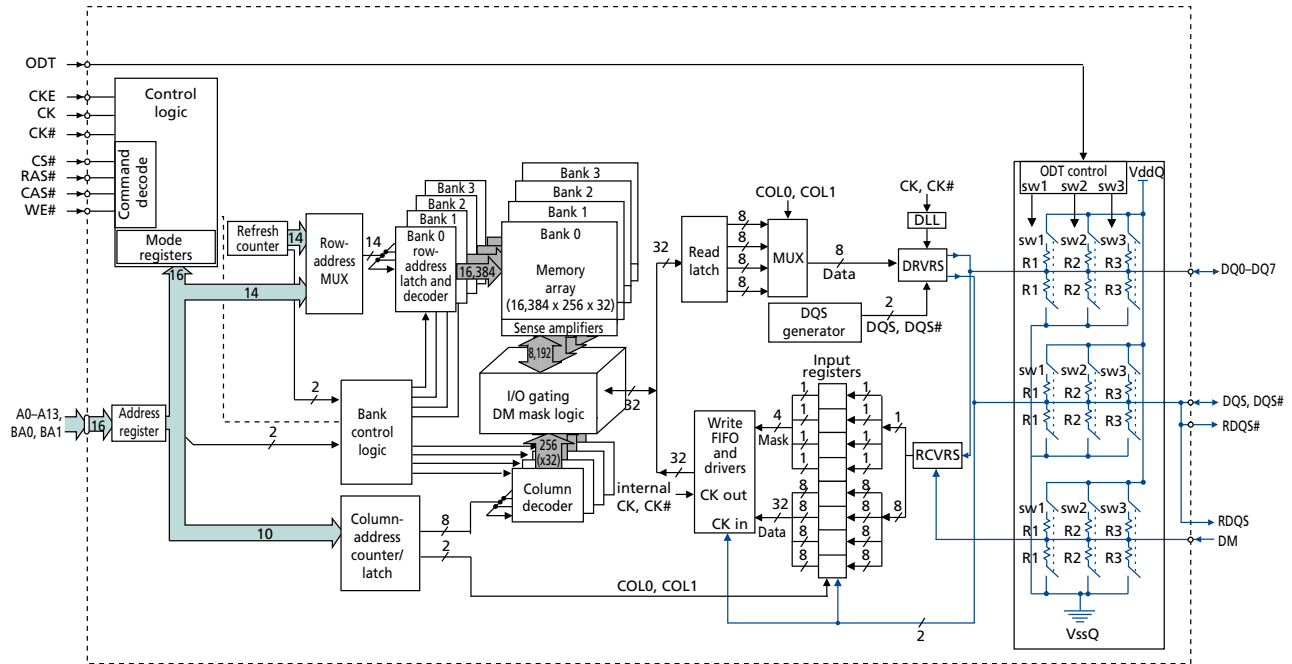 ODT
CKE
CK
CK#
CS#
RAS#
CAS#
WE#
Control
logic
Command
decode
Mode
registers
16
Refresh
counter
14
14
Row-
address
MUX
14
Bank 3
Bank 2
Bank 1
Bank 0
row-
address
latch and
decoder
16,384
Bank 3
Bank 2
Bank 1
Bank 0
Memory
array
(16,384 x 256 x 32)
Sense amplifiers
8,192
I/O gating
DM mask logic
32
32
Read
latch
8
8
8
8
COL0, COL1
MUX
8
Data
CK, CK#
DLL
DRVRS
DQS
generator
2
DQS, DQS#
ODT control
VddQ
sw1 sw2 sw3
sw1 sw2 sw3
R1 R2 R3
R1 R2 R3
DQ0–DQ7
sw1 sw2 sw3
R1 R2 R3
R1 R2 R3
DQS, DQS#
RDQS#
sw1 sw2 sw3
R1 R2 R3
R1 R2 R3
RDQS
DM
VssQ
A0–A13,
BA0, BA1
16
Address
register
2
2
Bank
control
logic
256
(x32)
Column
decoder
10
Column-
address
counter/
latch
8
2
COL0, COL1
internal
CK, CK#
32
Write
FIFO
and
drivers
CK out
CK in
4
Mask
32
Data
Input
registers
1
1
1
1
8
8
8
8
1
1
1
1
8
8
8
8
1
8
RCVRS
2